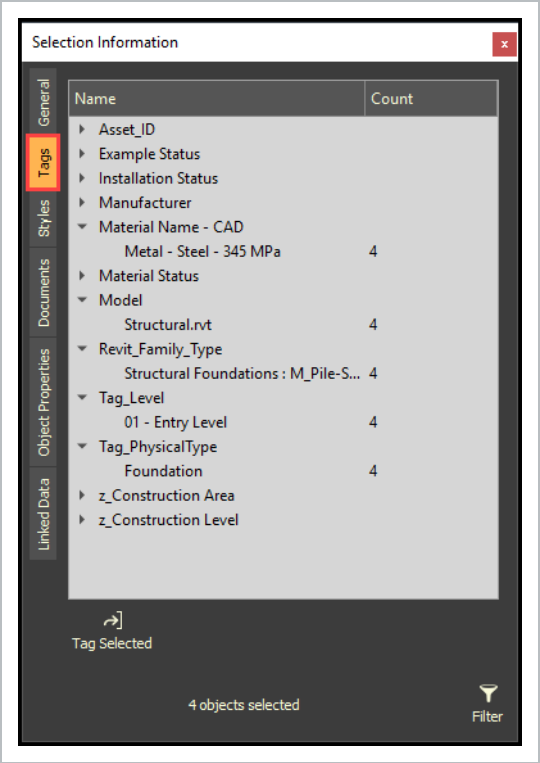 Selection Information
x
General
Tags
Styles
Documents
Object Properties
Linked Data
Name Count
Asset_ID
Example Status
Installation Status
Manufacturer
Material Name - CAD
Metal - Steel - 345 MPa 4
Material Status
Model
Structural.rvt 4
Revit_Family_Type
Structural Foundations : M_Pile-S... 4
Tag_Level
01 - Entry Level 4
Tag_PhysicalType
Foundation 4
z_Construction Area
z_Construction Level
Tag Selected
4 objects selected
Filter